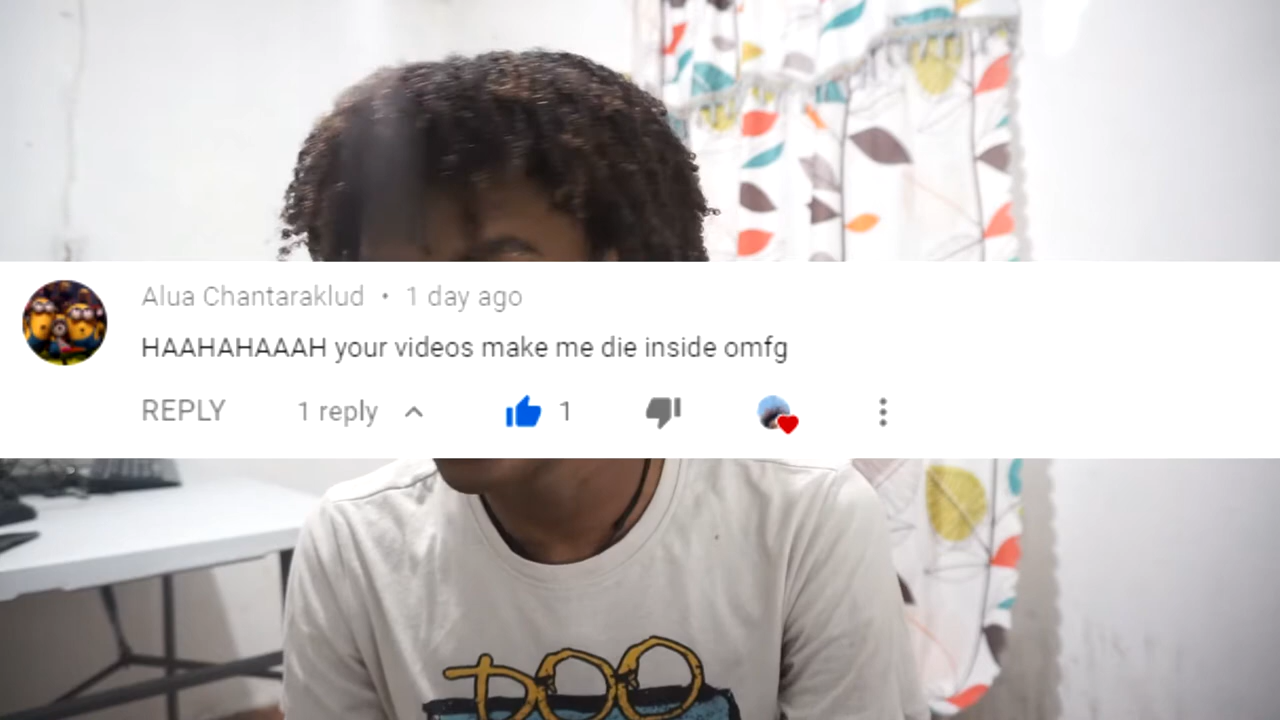 Alua Chantaraklud • 1 day ago
HAAHAHAAAH your videos make me die inside omfg
REPLY 1 reply 1
DOO